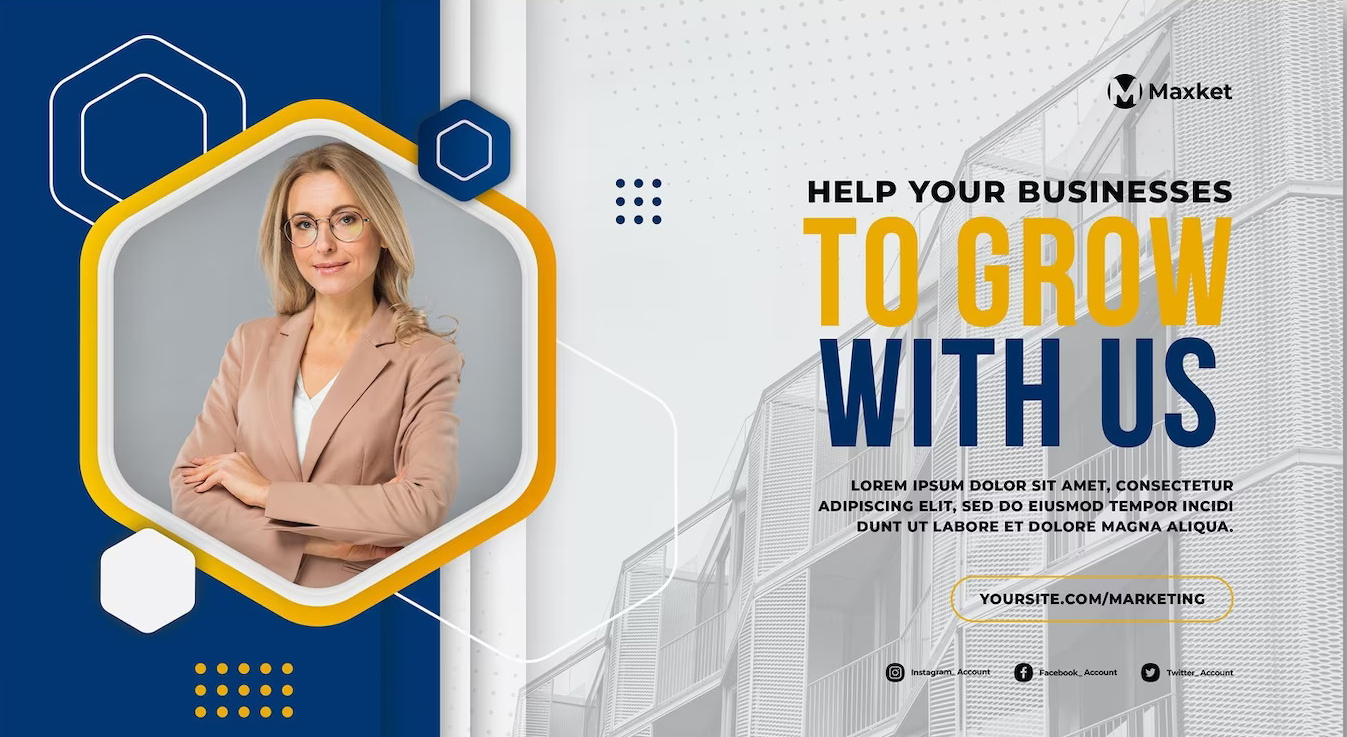 Maxket
HELP YOUR BUSINESSES
TO GROW
WITH US
LOREM IPSUM DOLOR SIT AMET, CONSECTETUR
ADIPISCING ELIT, SED DO EIUSMOD TEMPOR INCIDI
DUNT UT LABORE ET DOLORE MAGNA ALIQUA.
YOURSITE.COM/MARKETING
Instagram_Account Facebook_Account Twitter_Account